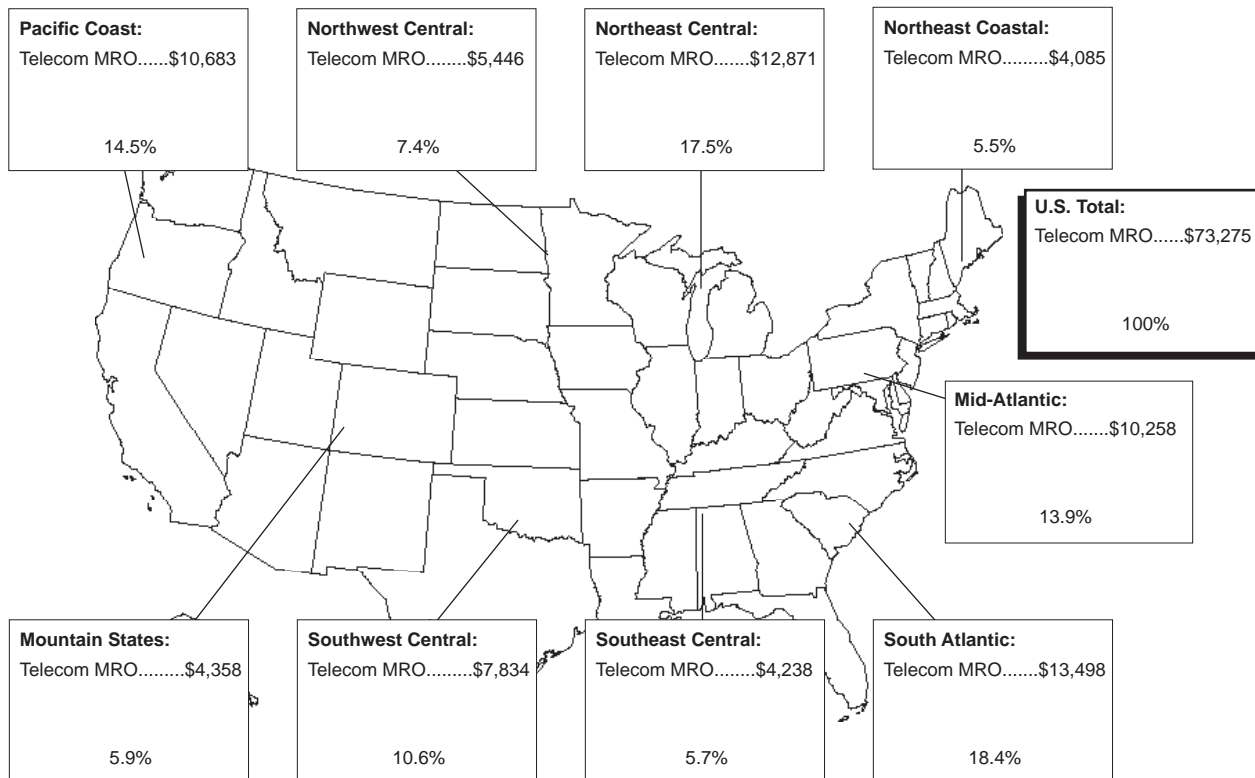 Pacific Coast:
Telecom MRO......$10,683
14.5%
Northwest Central:
Telecom MRO........$5,446
7.4%
Northeast Central:
Telecom MRO......$12,871
17.5%
Northeast Coastal:
Telecom MRO.........$4,085
5.5%
U.S. Total:
Telecom MRO......$73,275
100%
Mid-Atlantic:
Telecom MRO.......$10,258
13.9%
Mountain States:
Telecom MRO.........$4,358
5.9%
Southwest Central:
Telecom MRO.........$7,834
10.6%
Southeast Central:
Telecom MRO.........$4,238
5.7%
South Atlantic:
Telecom MRO.......$13,498
18.4%